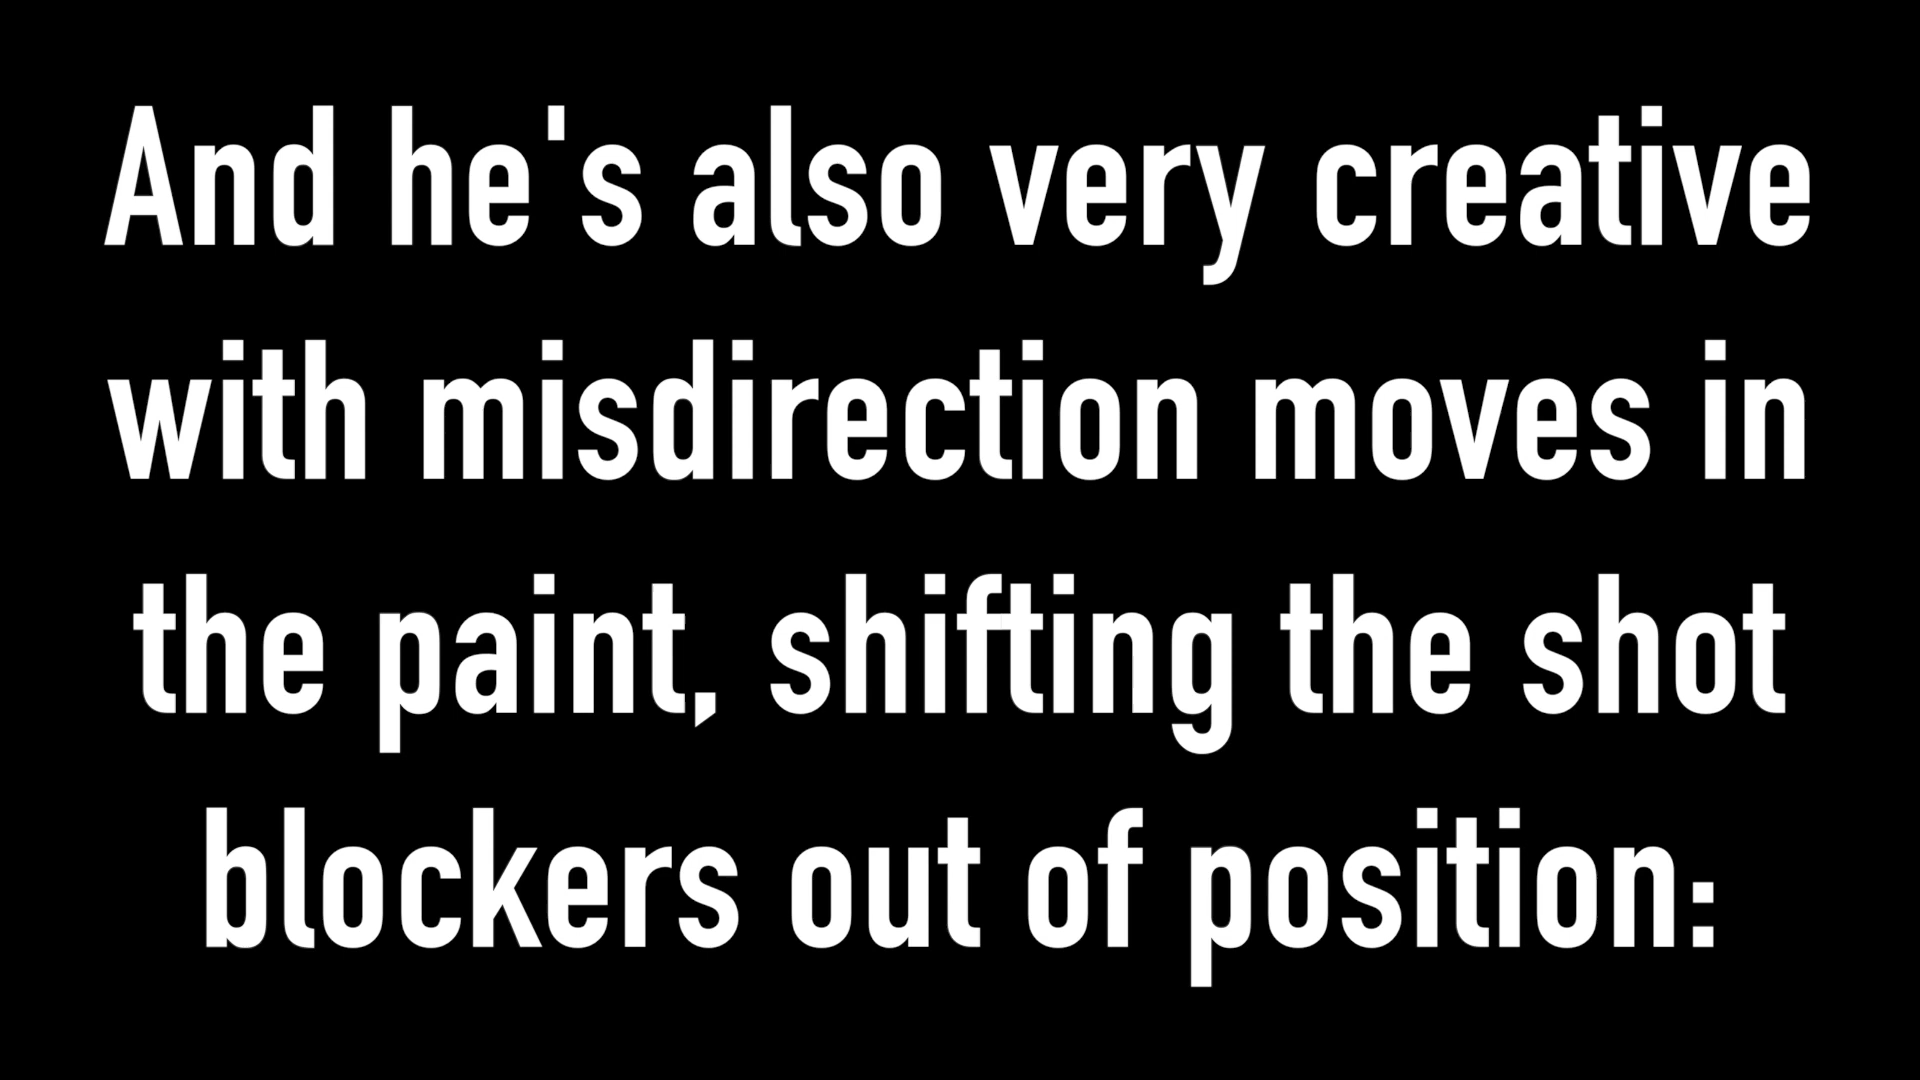 And he's also very creative
with misdirection moves in
the paint, shifting the shot
blockers out of position: